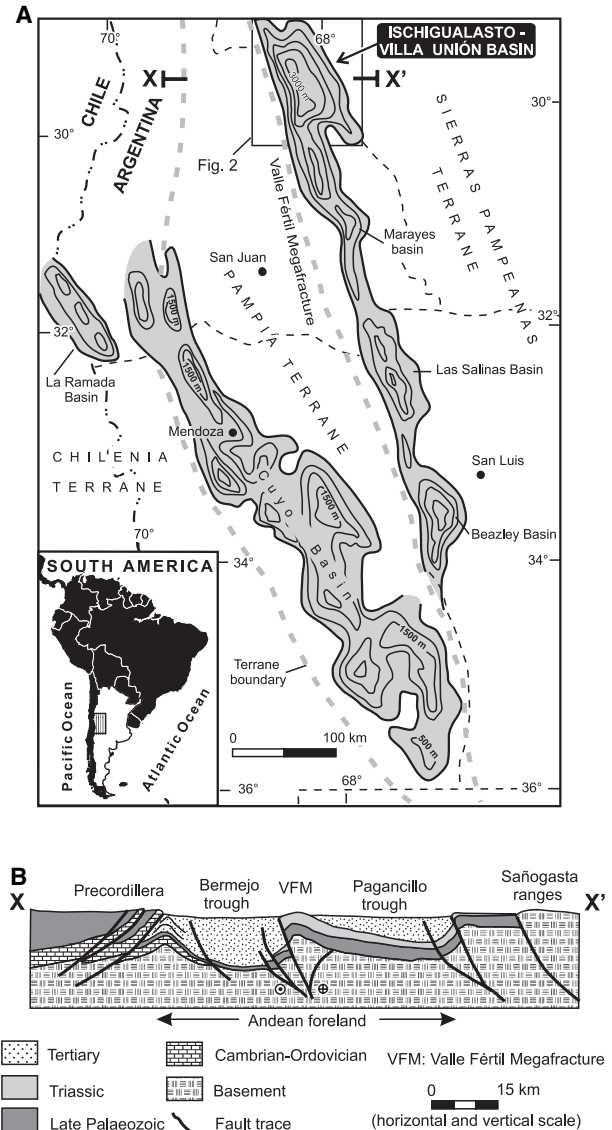 A
70°
68°
ISCHIGUALASTO -
VILLA UNIÓN BASIN
X
X'
3000 m
CHILE
ARGENTINA
30°
30°
Fig. 2
SIERRAS PAMPEANAS
TERRANE
Valle Fértil Megafracture
Marayes
basin
San Juan
PAMPIA TERRANE
1500 m
32°
32°
La Ramada
Basin
1500 m
Las Salinas Basin
Mendoza
CHILENIA
TERRANE
San Luis
Cuyo Basin
1500 m
Beazley Basin
70°
34°
34°
SOUTH AMERICA
Pacific Ocean
Atlantic Ocean
1500 m
Terrane
boundary
0 100 km
500 m
36°
68°
36°
B
X
X'
Precordillera
Bermejo
trough
VFM
Pagancillo
trough
Sañogasta
ranges
Andean foreland
Tertiary
Cambrian-Ordovician
VFM: Valle Fértil Megafracture
Triassic
Basement
0 15 km
Late Palaeozoic
Fault trace
(horizontal and vertical scale)